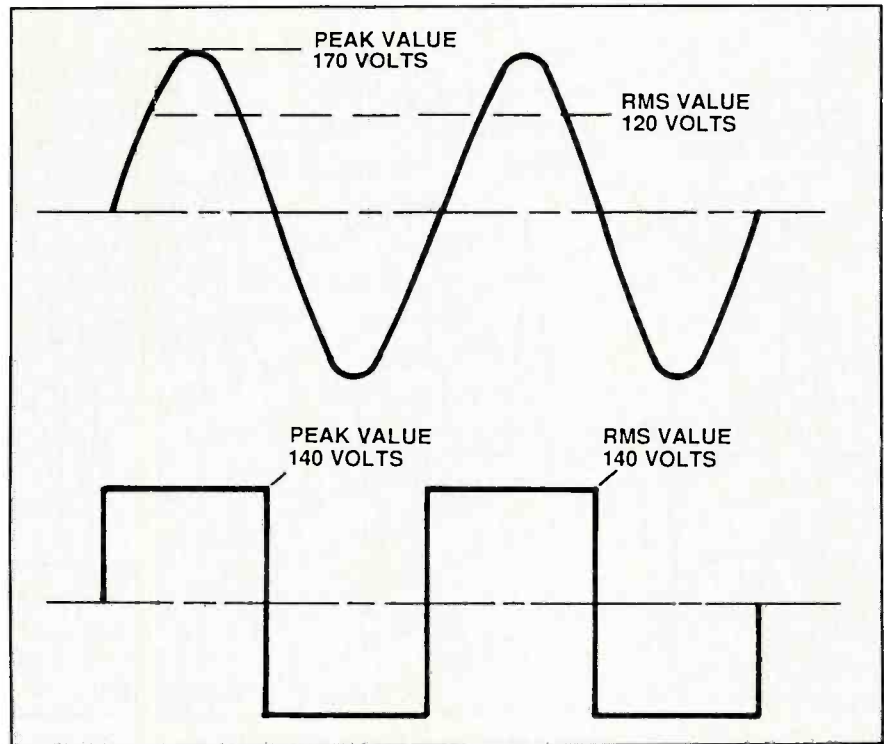 PEAK VALUE
170 VOLTS
RMS VALUE
120 VOLTS
PEAK VALUE
140 VOLTS
RMS VALUE
140 VOLTS